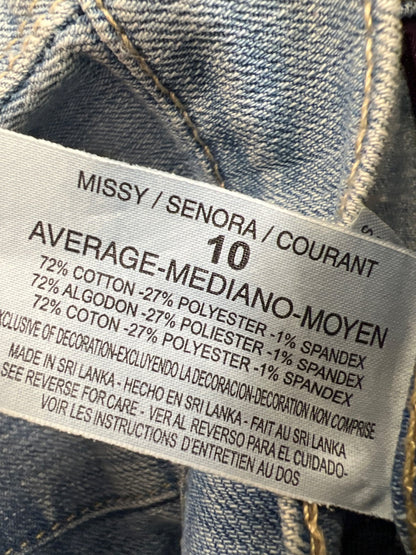 MISSY / SENORA / COURANT
10
AVERAGE-MEDIANO-MOYEN
72% COTTON -27% POLYESTER -1% SPANDEX
72% ALGODON -27% POLIESTER -1% SPANDEX
72% COTON -27% POLYESTER -1% SPANDEX
EXCLUSIVE OF DECORATION-EXCLUYENDO LA DECORACION-DECORATION NON COMPRISE
MADE IN SRI LANKA - HECHO EN SRI LANKA - FAIT AU SRI LANKA
SEE REVERSE FOR CARE - VER AL REVERSO PARA EL CUIDADO-
VOIR LES INSTRUCTIONS D'ENTRETIEN AU DOS